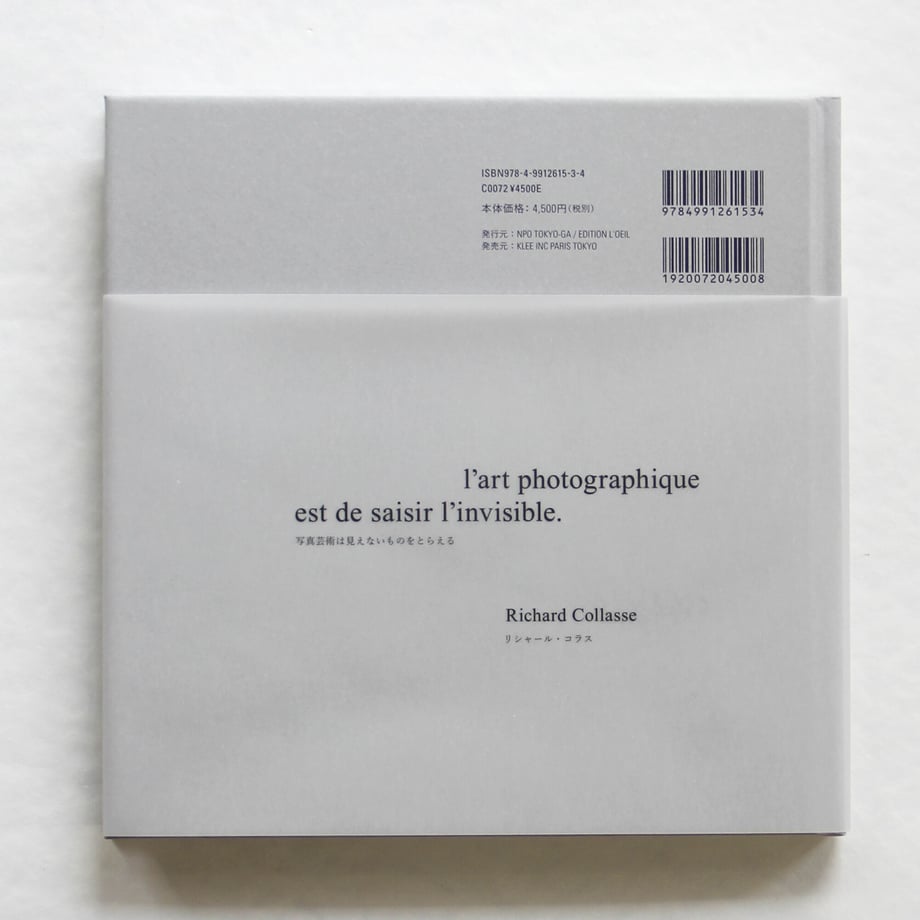 ISBN978-4-9912615-3-4
C0072 ¥4500E
本体価格：4,500円（税別）
発行元：NPO TOKYO-GA / EDITION L'OEIL
発売元：KLEE INC PARIS TOKYO
9784991261534
1920072045008
l’art photographique
est de saisir l’invisible.
写真芸術は見えないものをとらえる
Richard Collasse
リシャール・コラス